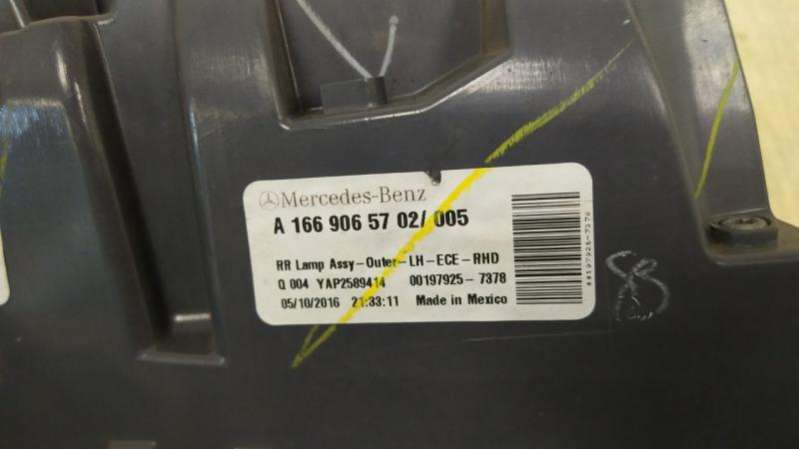 Mercedes-Benz
A 166 906 57 02/ 005
RR Lamp Assy-Outer-LH-ECE-RHD
Q 004 YAP2589414 00197925-7378
05/10/2016 21:33:11 Made in Mexico